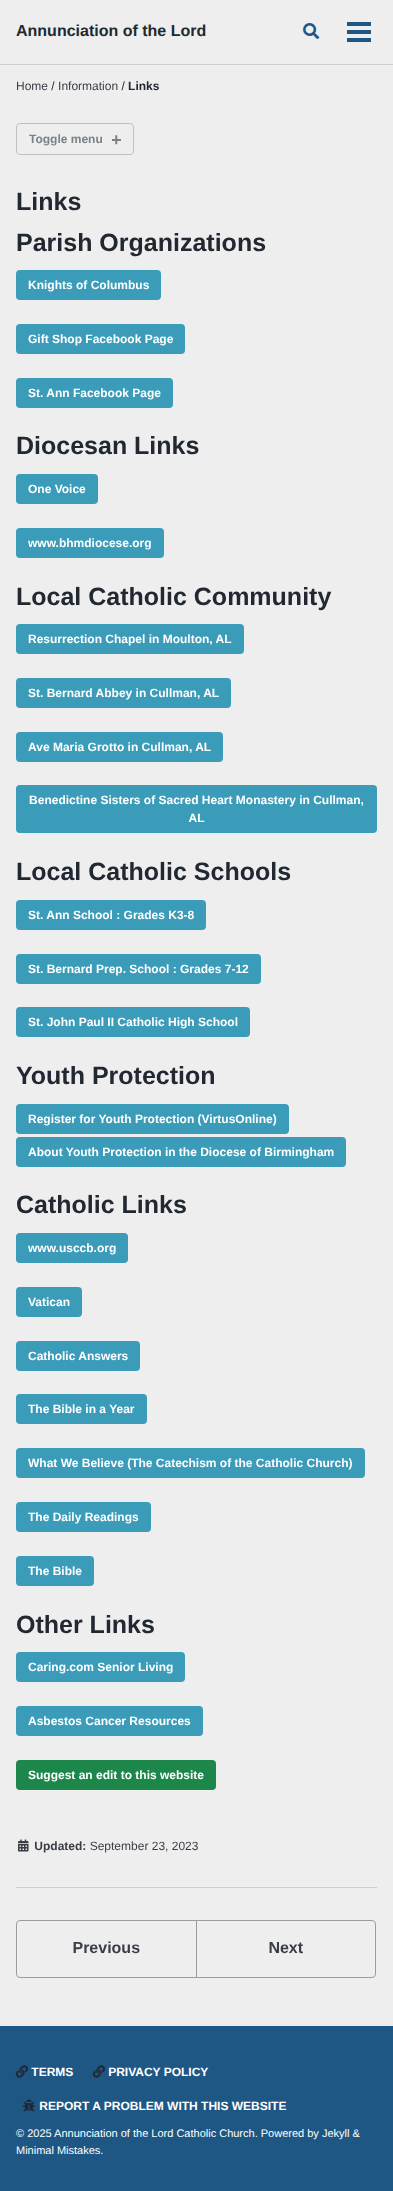 Annunciation of the Lord
Home / Information / Links
Toggle menu +
Links
Parish Organizations
Knights of Columbus
Gift Shop Facebook Page
St. Ann Facebook Page
Diocesan Links
One Voice
www.bhmdiocese.org
Local Catholic Community
Resurrection Chapel in Moulton, AL
St. Bernard Abbey in Cullman, AL
Ave Maria Grotto in Cullman, AL
Benedictine Sisters of Sacred Heart Monastery in Cullman,
AL
Local Catholic Schools
St. Ann School : Grades K3-8
St. Bernard Prep. School : Grades 7-12
St. John Paul II Catholic High School
Youth Protection
Register for Youth Protection (VirtusOnline)
About Youth Protection in the Diocese of Birmingham
Catholic Links
www.usccb.org
Vatican
Catholic Answers
The Bible in a Year
What We Believe (The Catechism of the Catholic Church)
The Daily Readings
The Bible
Other Links
Caring.com Senior Living
Asbestos Cancer Resources
Suggest an edit to this website
Updated: September 23, 2023
Previous Next
TERMS PRIVACY POLICY
REPORT A PROBLEM WITH THIS WEBSITE
© 2025 Annunciation of the Lord Catholic Church. Powered by Jekyll &
Minimal Mistakes.